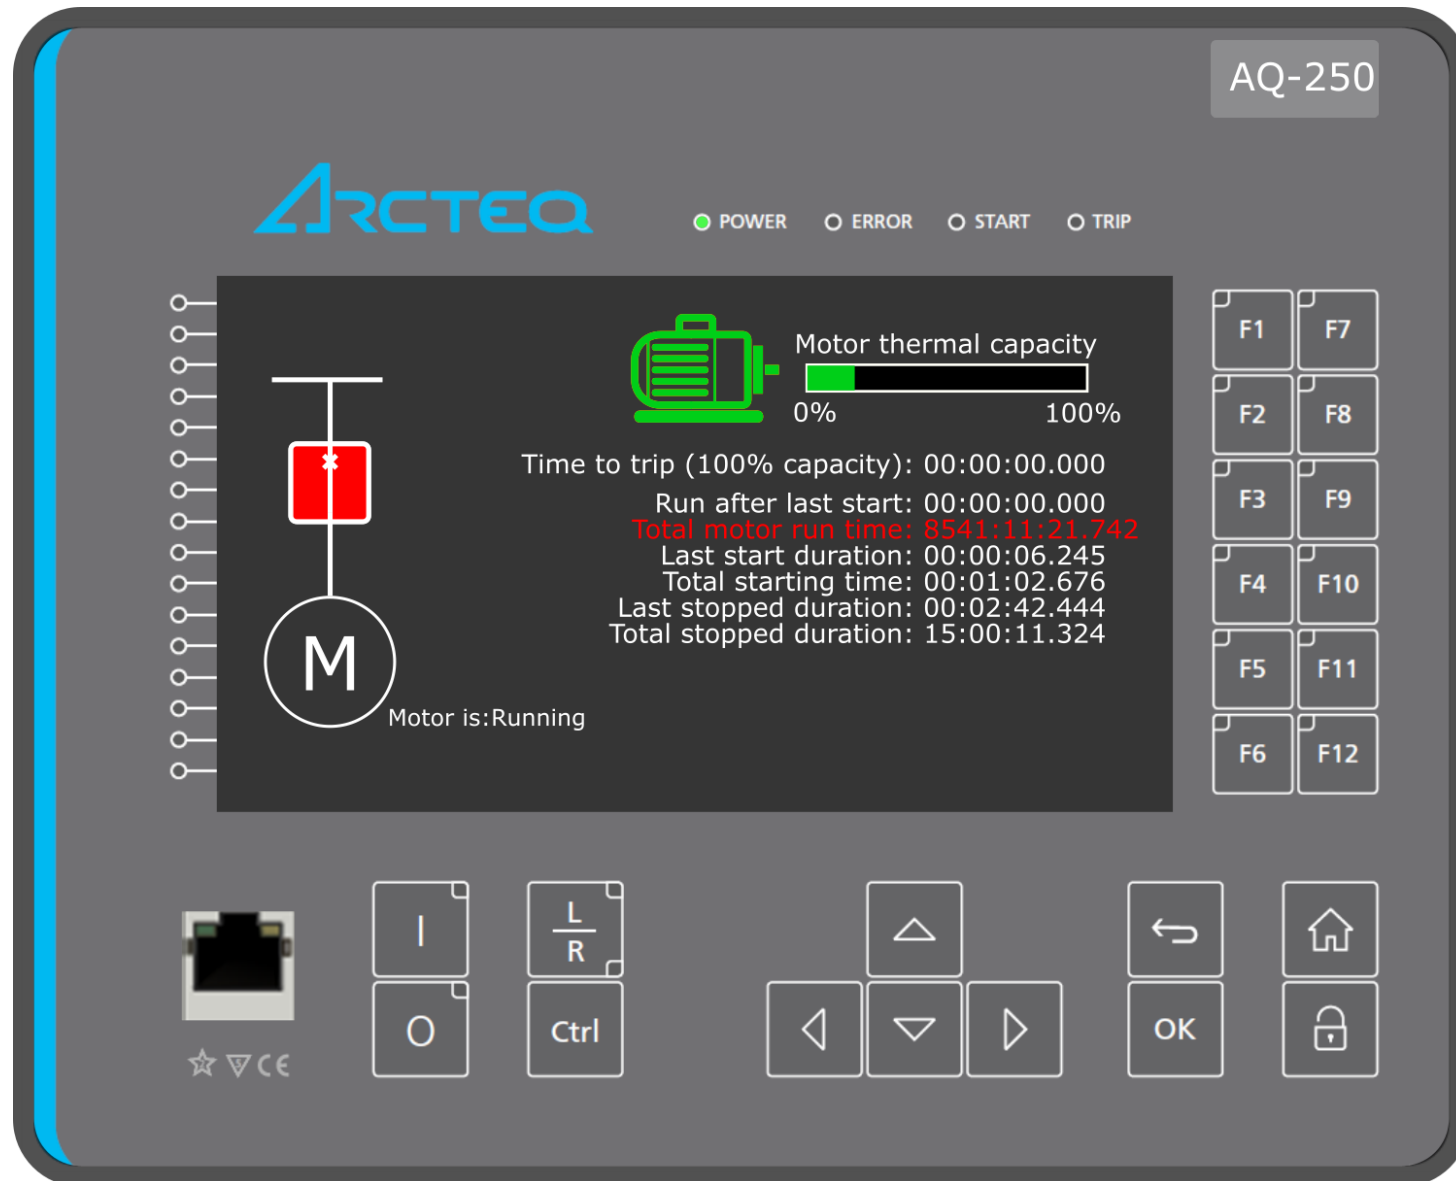 AQ-250
ARCTEQ
POWER ERROR START TRIP
Motor thermal capacity
0% 100%
Time to trip (100% capacity): 00:00:00.000
Run after last start: 00:00:00.000
Total motor run time: 8541:11:21.742
Last start duration: 00:00:06.245
Total starting time: 00:01:02.676
Last stopped duration: 00:02:42.444
Total stopped duration: 15:00:11.324
M
Motor is:Running
F1 F7
F2 F8
F3 F9
F4 F10
F5 F11
F6 F12
I
L
R
O
Ctrl
OK
CE